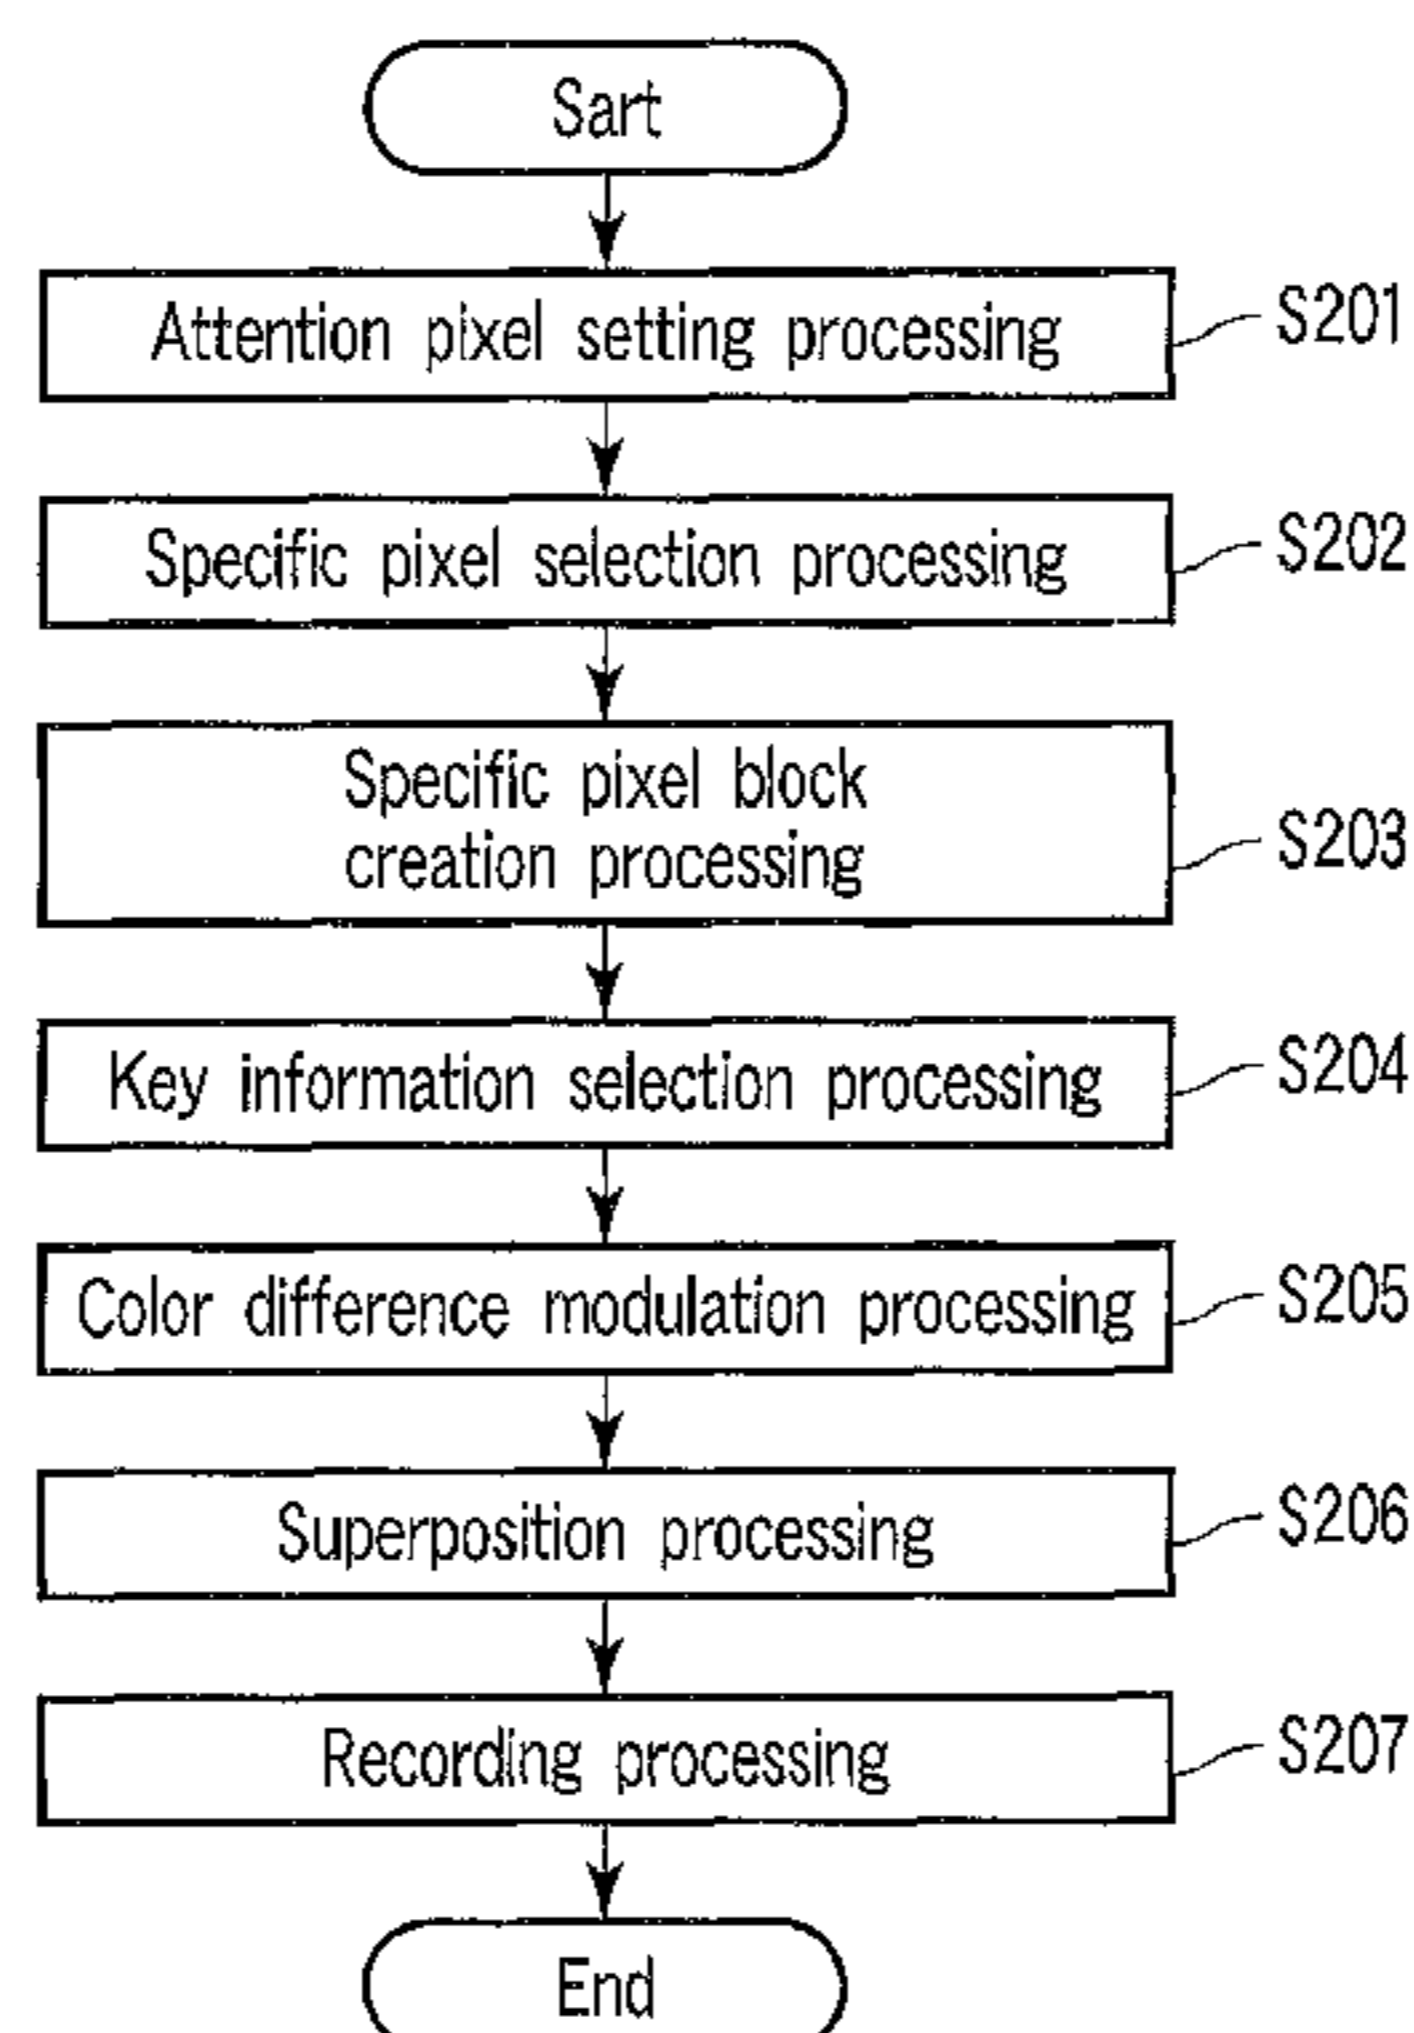 Sart
Attention pixel setting processing
S201
Specific pixel selection processing
S202
Specific pixel block
creation processing
S203
Key information selection processing
S204
Color difference modulation processing
S205
Superposition processing
S206
Recording processing
S207
End